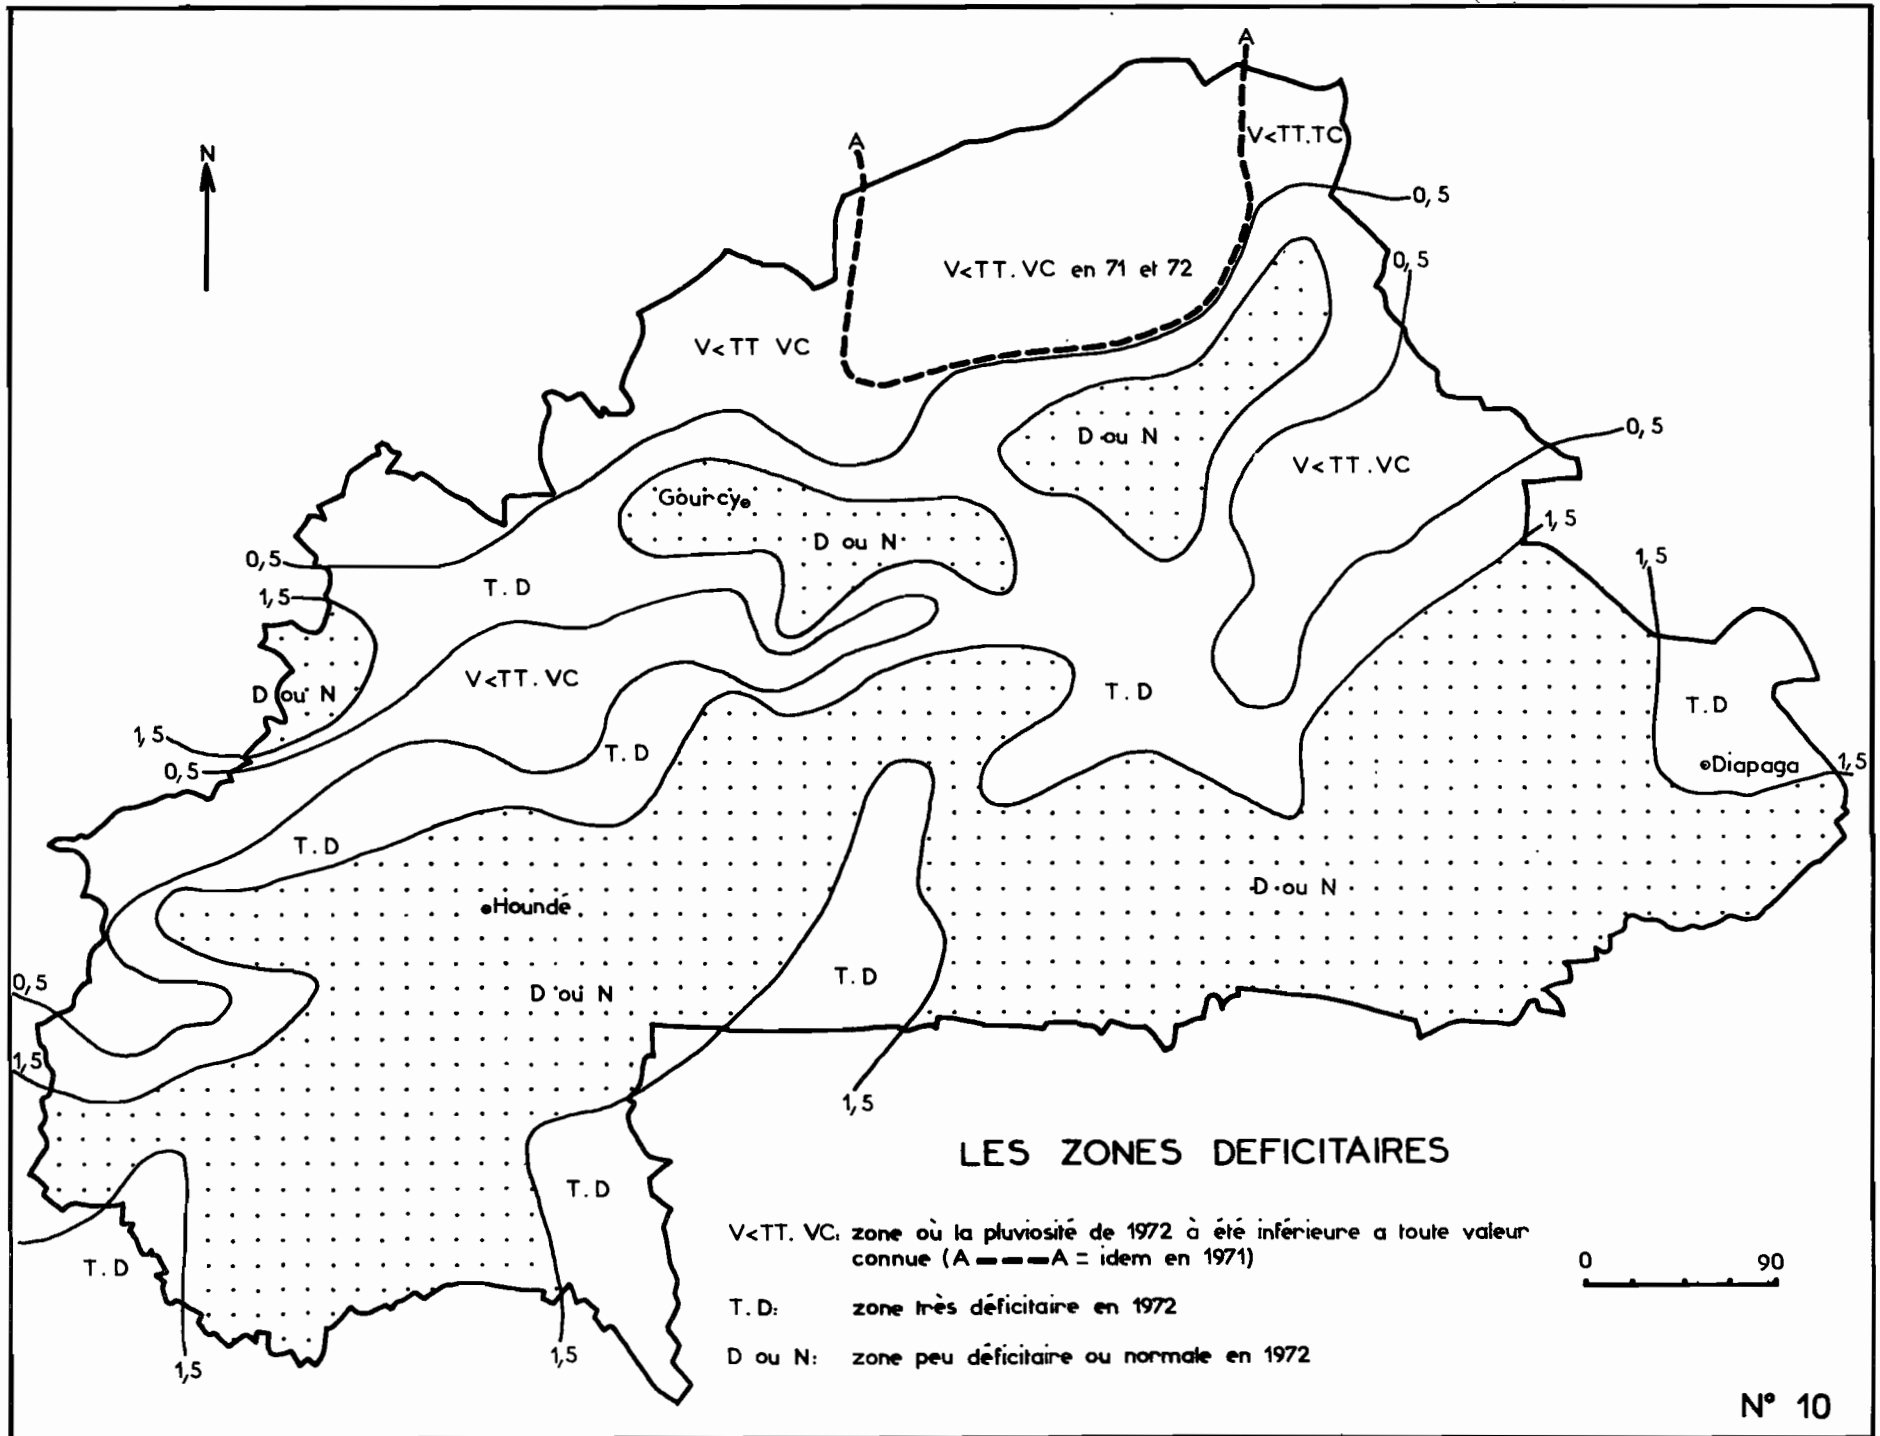 A
N
A
V<TT.TC
0,5
V<TT.VC en 71 et 72
0,5
V<TT VC
0,5
D ou N
V<TT.VC
Gourcy
1,5
D ou N
0,5
1,5
T.D
1,5
V<TT.VC
D ou N
T.D
T.D
1,5
T.D
0,5
Diapaga
1,5
T.D
D ou N
Houndé
T.D
0,5
D ou N
1,5
1,5
LES ZONES DEFICITAIRES
T.D
V<TT. VC: zone où la pluviosité de 1972 à été inférieure a toute valeur
connue (A ━ ━ ━ A = idem en 1971)
T.D
0 90
T.D: zone très déficitaire en 1972
1,5
1,5
D ou N: zone peu déficitaire ou normale en 1972
N° 10